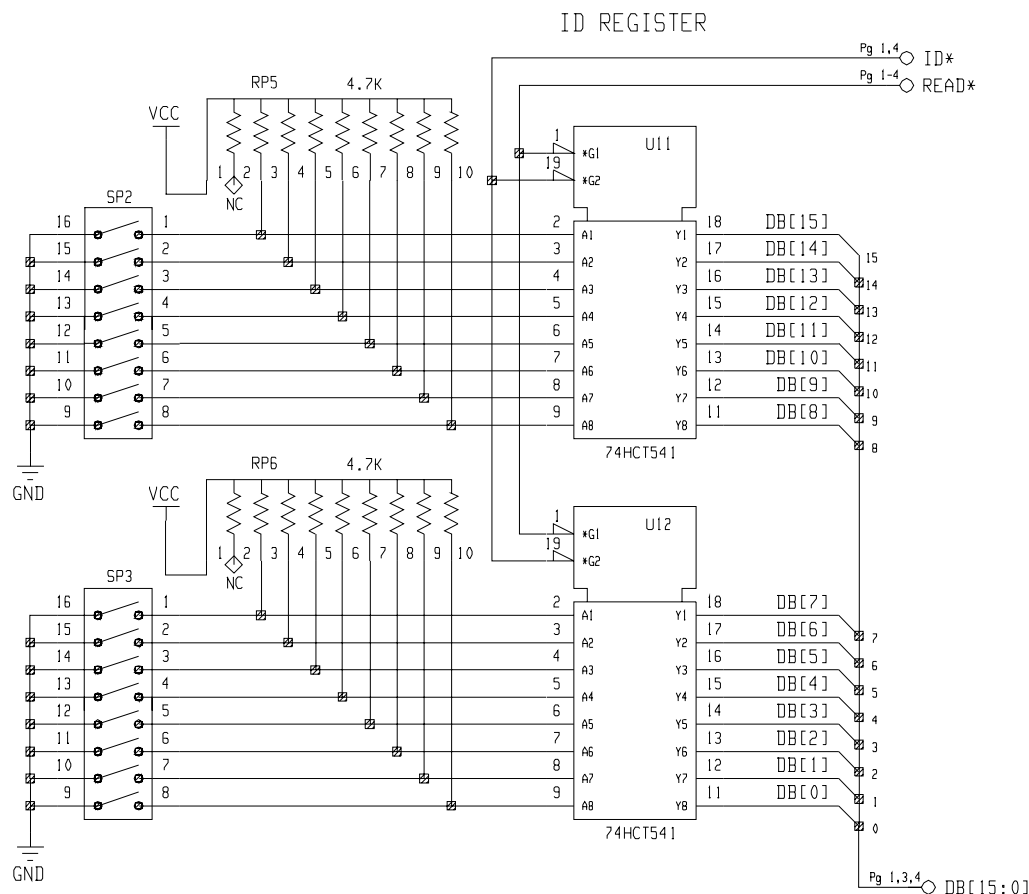 ID REGISTER
Pg 1,4 ID*
Pg 1-4 READ*
RP5 4.7K
VCC
1 2 3 4 5 6 7 8 9 10
NC
1 *G1 U11
19 *G2
SP2
16 1 2 A1 Y1 18 DB[15] 15
15 2 3 A2 Y2 17 DB[14] 14
14 3 4 A3 Y3 16 DB[13] 13
13 4 5 A4 Y4 15 DB[12] 12
12 5 6 A5 Y5 14 DB[11] 11
11 6 7 A6 Y6 13 DB[10] 10
10 7 8 A7 Y7 12 DB[9] 9
9 8 9 A8 Y8 11 DB[8] 8
74HCT541
GND
RP6 4.7K
VCC
1 2 3 4 5 6 7 8 9 10
NC
1 *G1 U12
19 *G2
SP3
16 1 2 A1 Y1 18 DB[7] 7
15 2 3 A2 Y2 17 DB[6] 6
14 3 4 A3 Y3 16 DB[5] 5
13 4 5 A4 Y4 15 DB[4] 4
12 5 6 A5 Y5 14 DB[3] 3
11 6 7 A6 Y6 13 DB[2] 2
10 7 8 A7 Y7 12 DB[1] 1
9 8 9 A8 Y8 11 DB[0] 0
74HCT541
GND
Pg 1,3,4 DB[15:0]